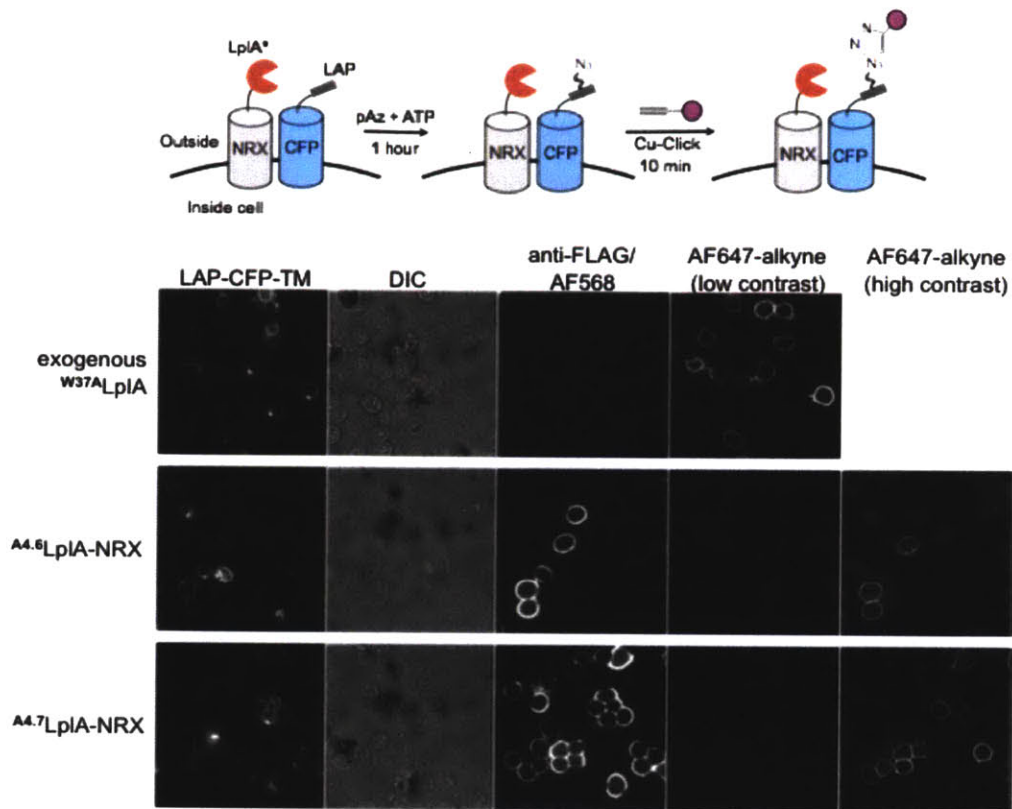 LplA*
LAP
Outside
NRX
CFP
Inside cell
pAz + ATP
1 hour
N₃
NRX
CFP
Cu-Click
10 min
N
N
N
NRX
CFP
LAP-CFP-TM
DIC
anti-FLAG/
AF568
AF647-alkyne
(low contrast)
AF647-alkyne
(high contrast)
exogenous
W37ALplA
A4.6LplA-NRX
A4.7LplA-NRX